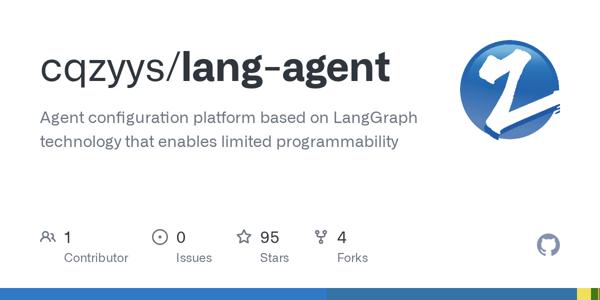 cqzyys/lang-agent
Agent configuration platform based on LangGraph
technology that enables limited programmability
1
Contributor
0
Issues
95
Stars
4
Forks